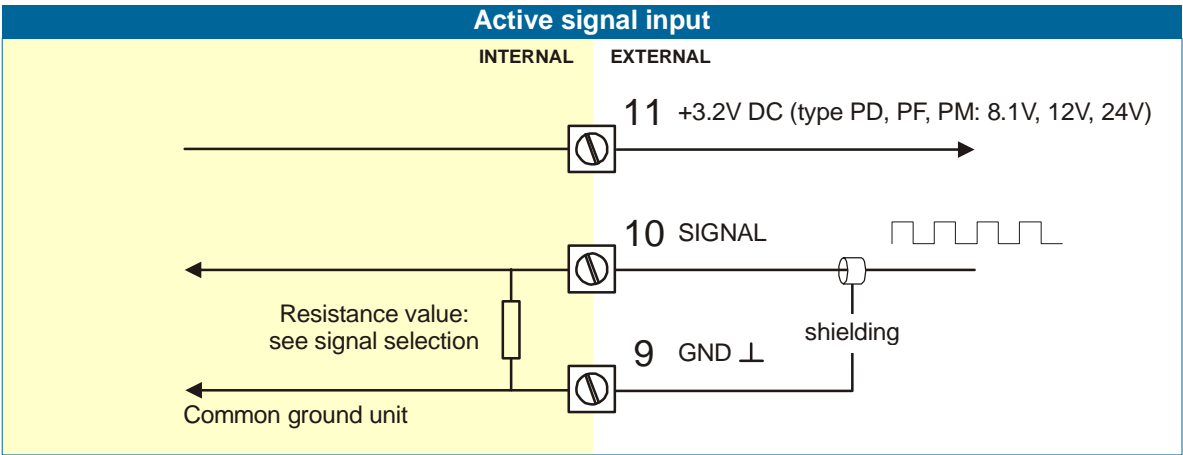 Active signal input
INTERNAL EXTERNAL
11 +3.2V DC (type PD, PF, PM: 8.1V, 12V, 24V)
10 SIGNAL
Resistance value:
see signal selection
shielding
9 GND ⊥
Common ground unit